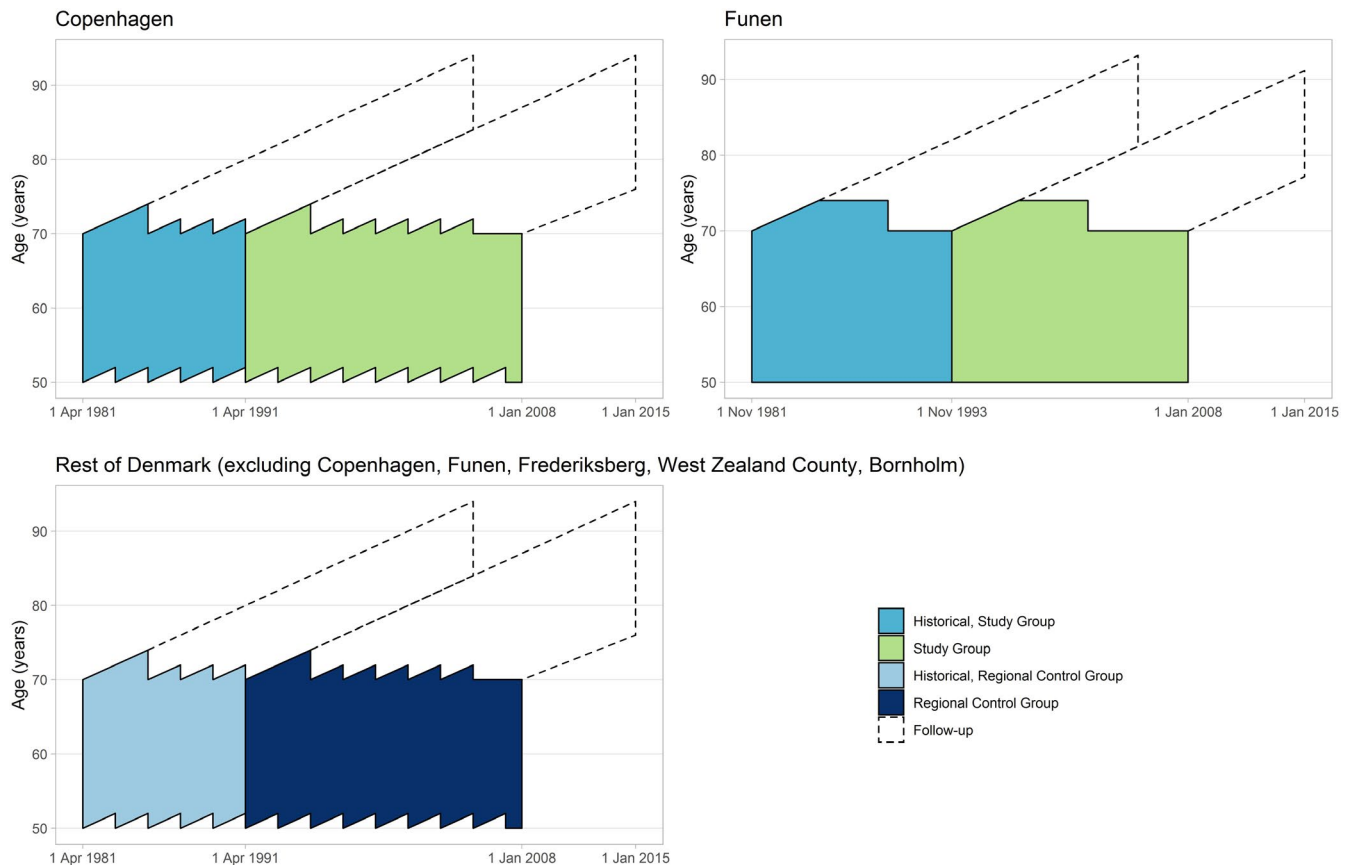 Copenhagen
Age (years)
90
80
70
60
50
1 Apr 1981
1 Apr 1991
1 Jan 2008
1 Jan 2015
Funen
Age (years)
90
80
70
60
50
1 Nov 1981
1 Nov 1993
1 Jan 2008
1 Jan 2015
Rest of Denmark (excluding Copenhagen, Funen, Frederiksberg, West Zealand County, Bornholm)
Age (years)
90
80
70
60
50
1 Apr 1981
1 Apr 1991
1 Jan 2008
1 Jan 2015
Historical, Study Group
Study Group
Historical, Regional Control Group
Regional Control Group
Follow-up